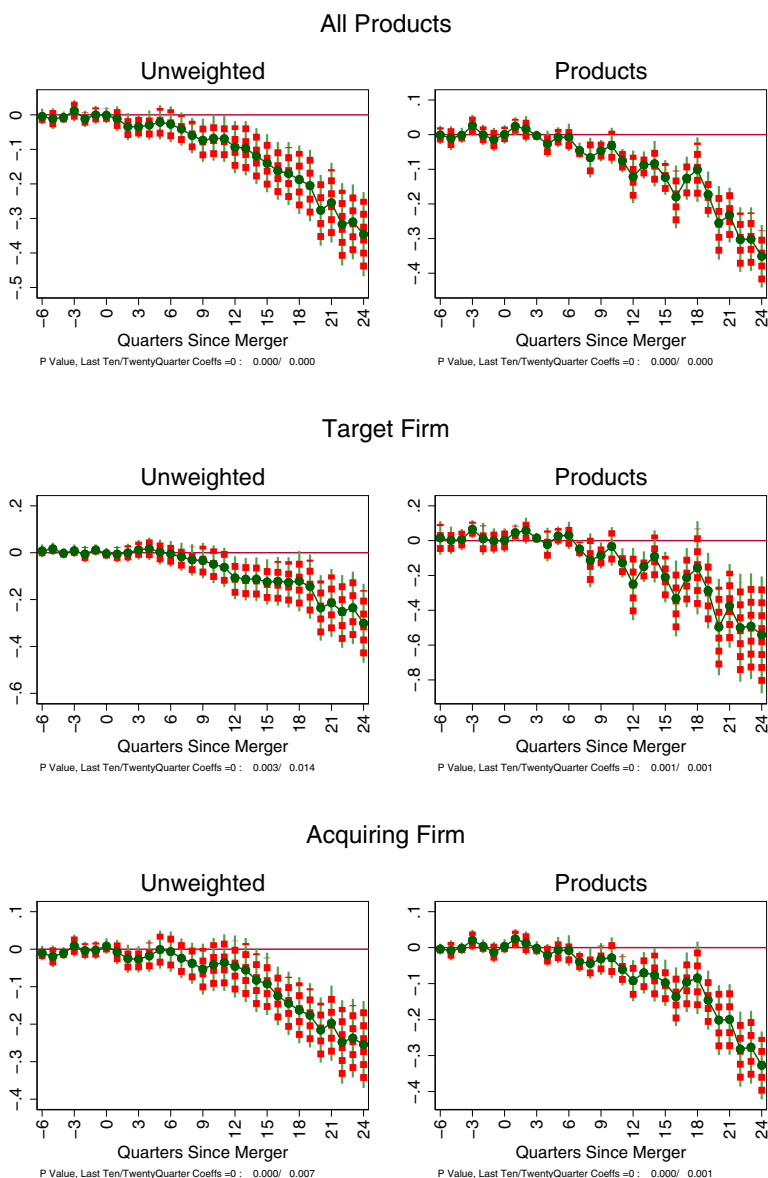 All Products
Unweighted
.1
0
-.1
-.2
-.3
-.4
-.5
-6 -3 0 3 6 9 12 15 18 21 24
Quarters Since Merger
P Value, Last Ten/TwentyQuarter Coeffs =0 : 0.000/ 0.000
Products
.1
0
-.1
-.2
-.3
-.4
-6 -3 0 3 6 9 12 15 18 21 24
Quarters Since Merger
P Value, Last Ten/TwentyQuarter Coeffs =0 : 0.000/ 0.000
Target Firm
Unweighted
.2
0
-.2
-.4
-.6
-6 -3 0 3 6 9 12 15 18 21 24
Quarters Since Merger
P Value, Last Ten/TwentyQuarter Coeffs =0 : 0.003/ 0.014
Products
.2
0
-.2
-.4
-.6
-.8
-6 -3 0 3 6 9 12 15 18 21 24
Quarters Since Merger
P Value, Last Ten/TwentyQuarter Coeffs =0 : 0.001/ 0.001
Acquiring Firm
Unweighted
.1
0
-.1
-.2
-.3
-.4
-6 -3 0 3 6 9 12 15 18 21 24
Quarters Since Merger
P Value, Last Ten/TwentyQuarter Coeffs =0 : 0.000/ 0.007
Products
.1
0
-.1
-.2
-.3
-.4
-6 -3 0 3 6 9 12 15 18 21 24
Quarters Since Merger
P Value, Last Ten/TwentyQuarter Coeffs =0 : 0.000/ 0.001